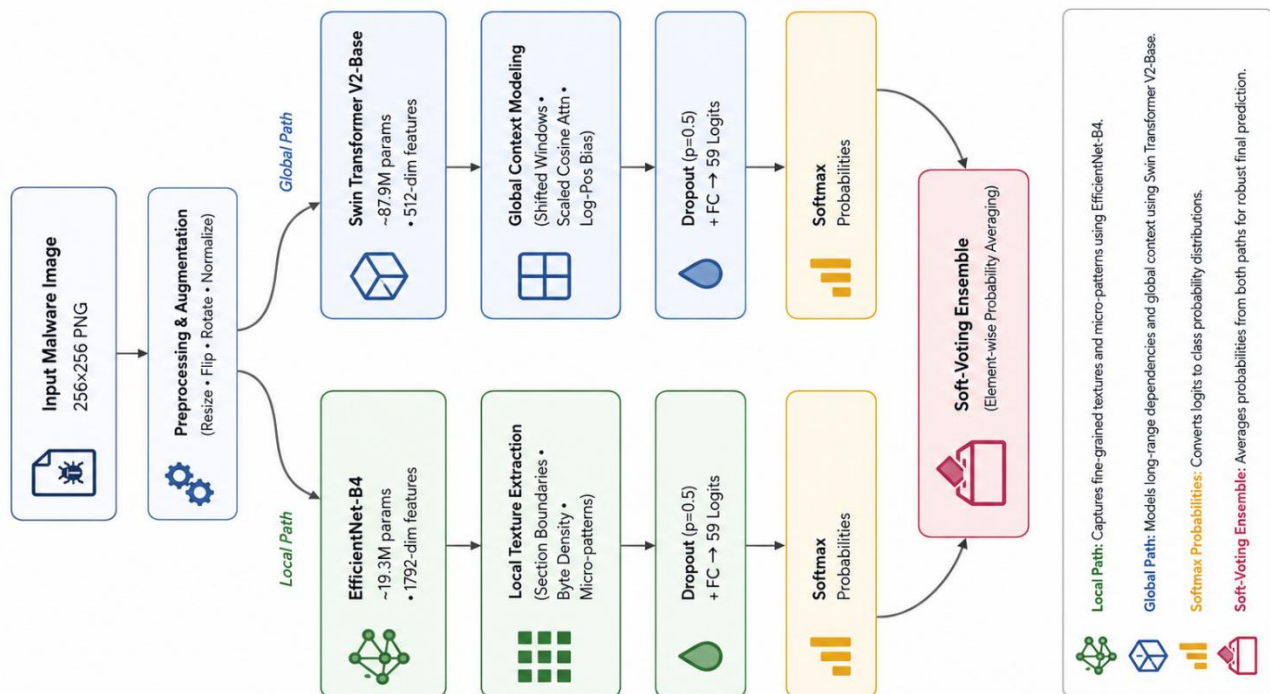 Input Malware Image
256×256 PNG
Preprocessing & Augmentation
(Resize • Flip • Rotate • Normalize)
Local Path
Global Path
EfficientNet-B4
~19.3M params
• 1792-dim features
Swin Transformer V2-Base
~87.9M params
• 512-dim features
Local Texture Extraction
(Section Boundaries •
Byte Density •
Micro-patterns)
Global Context Modeling
(Shifted Windows •
Scaled Cosine Attn •
Log-Pos Bias)
Dropout (p=0.5)
+ FC → 59 Logits
Dropout (p=0.5)
+ FC → 59 Logits
Softmax
Probabilities
Softmax
Probabilities
Soft-Voting Ensemble
(Element-wise Probability Averaging)
Local Path: Captures fine-grained textures and micro-patterns using EfficientNet-B4.
Global Path: Models long-range dependencies and global context using Swin Transformer V2-Base.
Softmax Probabilities: Converts logits to class probability distributions.
Soft-Voting Ensemble: Averages probabilities from both paths for robust final prediction.